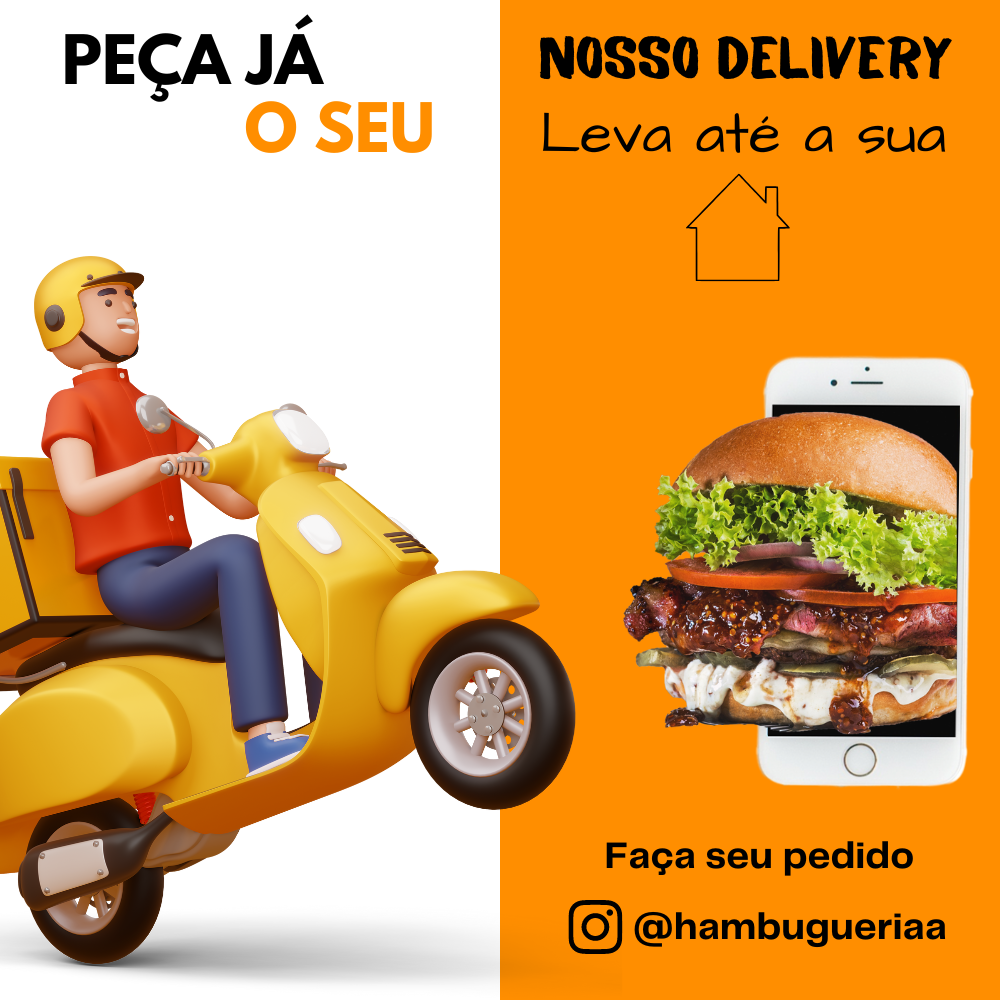 PEÇA JÁ
O SEU
NOSSO DELIVERY
Leva até a sua
Faça seu pedido
@hambugueriaa